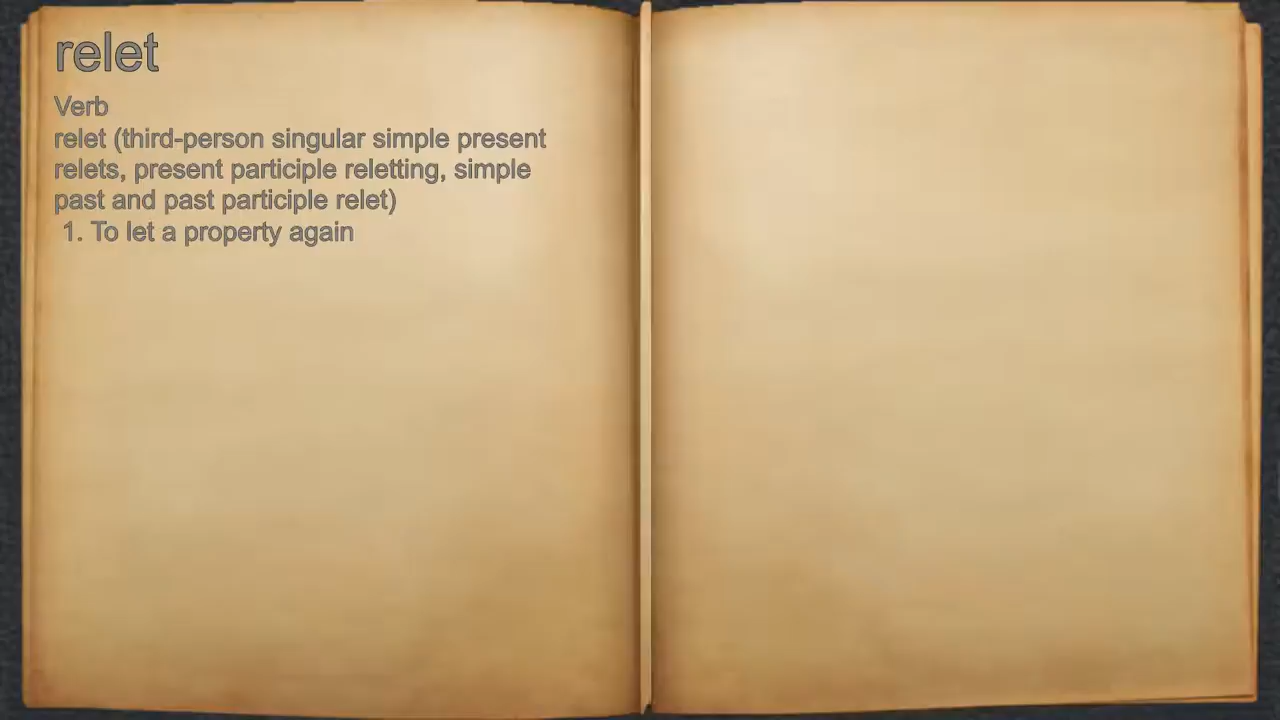 relet
Verb
relet (third-person singular simple present
relets, present participle reletting, simple
past and past participle relet)
1. To let a property again